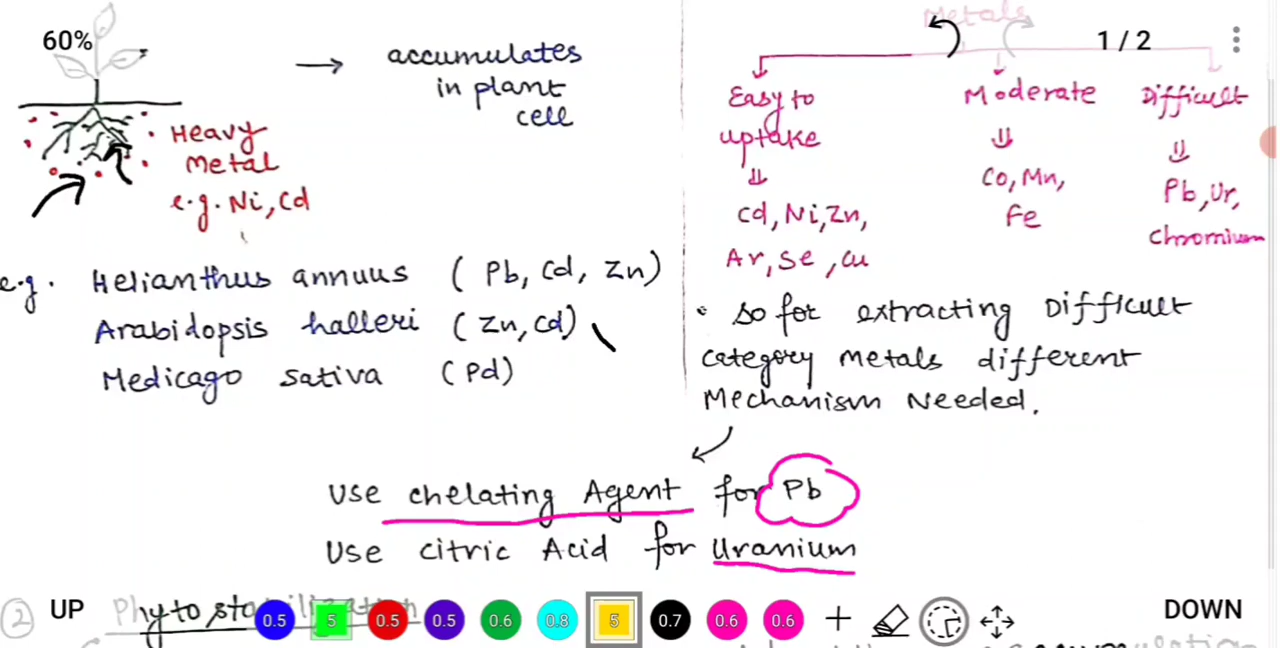 60%
Metals
1 / 2
accumulates
in plant
cell
Heavy
Metal
e.g. Ni, Cd
Easy to
uptake
Cd, Ni, Zn,
Ar, Se, Cu
Moderate
Co, Mn,
Fe
Difficult
Pb, Ur,
Chromium
e.g. Helianthus annuus (Pb, Cd, Zn)
Arabidopsis halleri (Zn, Cd)
Medicago sativa (Pd)
• So for extracting Difficult
category metals different
Mechanism Needed.
Use chelating Agent for Pb
Use citric Acid for Uranium
2 UP Phytostabilization DOWN
0.5 5 0.5 0.5 0.6 0.8 5 0.7 0.6 0.6